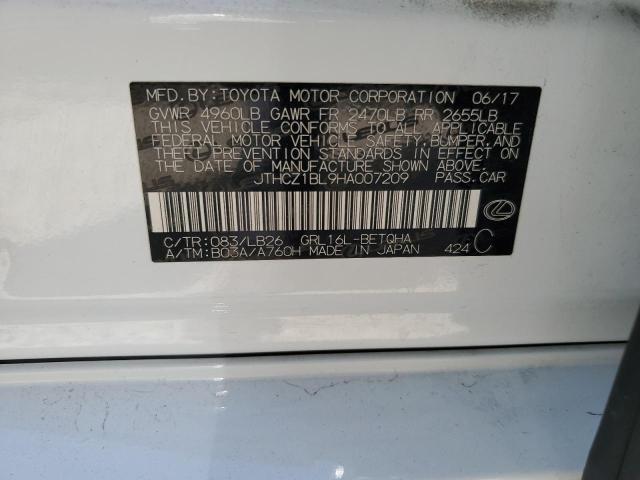 MFD.BY:TOYOTA MOTOR CORPORATION 06/17
GVWR 4960LB GAWR FR 2470LB RR 2655LB
THIS VEHICLE CONFORMS TO ALL APPLICABLE
FEDERAL MOTOR VEHICLE SAFETY,BUMPER,AND
THEFT PREVENTION STANDARDS IN EFFECT ON
THE DATE OF MANUFACTURE SHOWN ABOVE.
JTHCZ1BL9HA007209 PASS.CAR
C/TR:083/LB26 GRL16L-BETQHA
A/TM:B03A/A760H MADE IN JAPAN 424 C